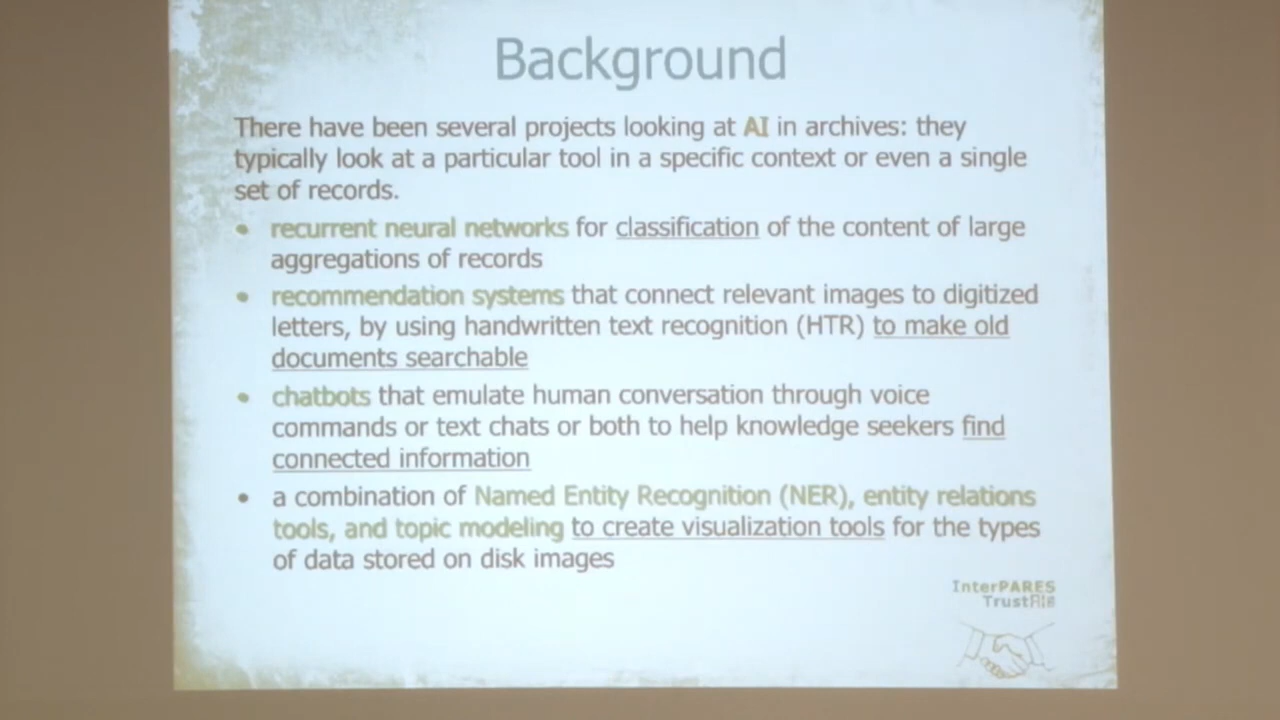 Background
There have been several projects looking at AI in archives: they
typically look at a particular tool in a specific context or even a single
set of records.
• recurrent neural networks for classification of the content of large
aggregations of records
• recommendation systems that connect relevant images to digitized
letters, by using handwritten text recognition (HTR) to make old
documents searchable
• chatbots that emulate human conversation through voice
commands or text chats or both to help knowledge seekers find
connected information
• a combination of Named Entity Recognition (NER), entity relations
tools, and topic modeling to create visualization tools for the types
of data stored on disk images
InterPARES
Trust